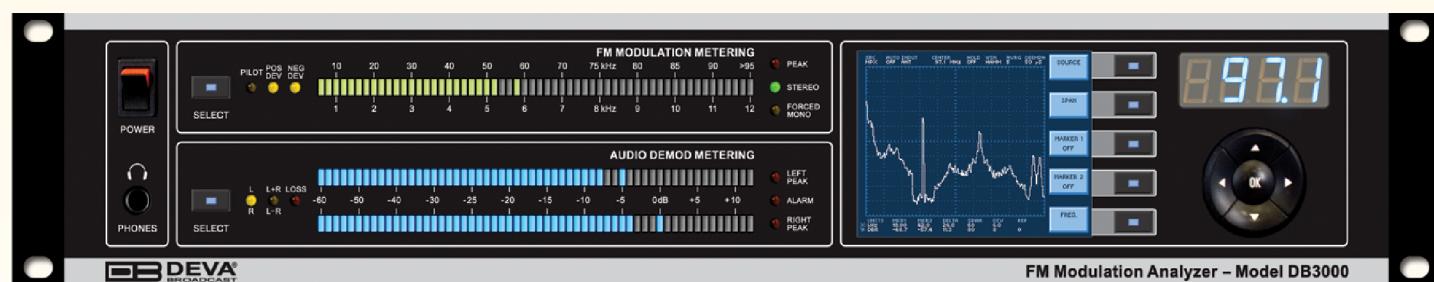 POWER
PHONES
FM MODULATION METERING
PILOT POS DEV NEG DEV
10 20 30 40 50 60 70 75 kHz 80 85 90 >95
1 2 3 4 5 6 7 8 kHz 9 10 11 12
SELECT
PEAK
STEREO
FORCED MONO
AUDIO DEMOD METERING
L L+R LOSS
R L-R
-60 -50 -40 -30 -25 -20 -15 -10 -5 0dB +5 +10
SELECT
LEFT PEAK
ALARM
RIGHT PEAK
SOURCE
SPAN
MARKER 1
OFF
MARKER 2
OFF
FREQ.
97.1
OK
DB DEVA
BROADCAST
FM Modulation Analyzer – Model DB3000